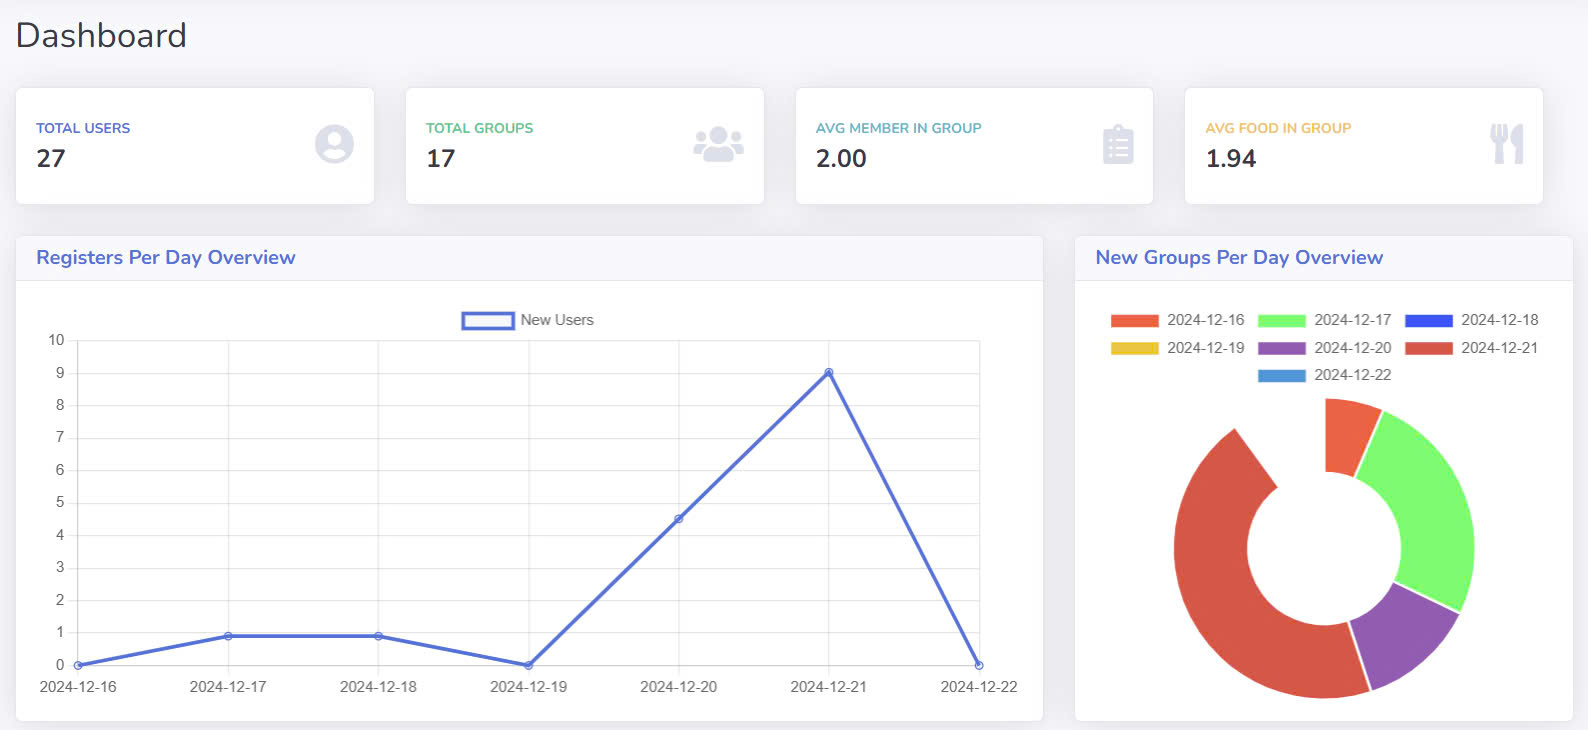 Dashboard
TOTAL USERS
27
TOTAL GROUPS
17
AVG MEMBER IN GROUP
2.00
AVG FOOD IN GROUP
1.94
Registers Per Day Overview
New Users
10
9
8
7
6
5
4
3
2
1
0
2024-12-16 2024-12-17 2024-12-18 2024-12-19 2024-12-20 2024-12-21 2024-12-22
New Groups Per Day Overview
2024-12-16 2024-12-17 2024-12-18
2024-12-19 2024-12-20 2024-12-21
2024-12-22